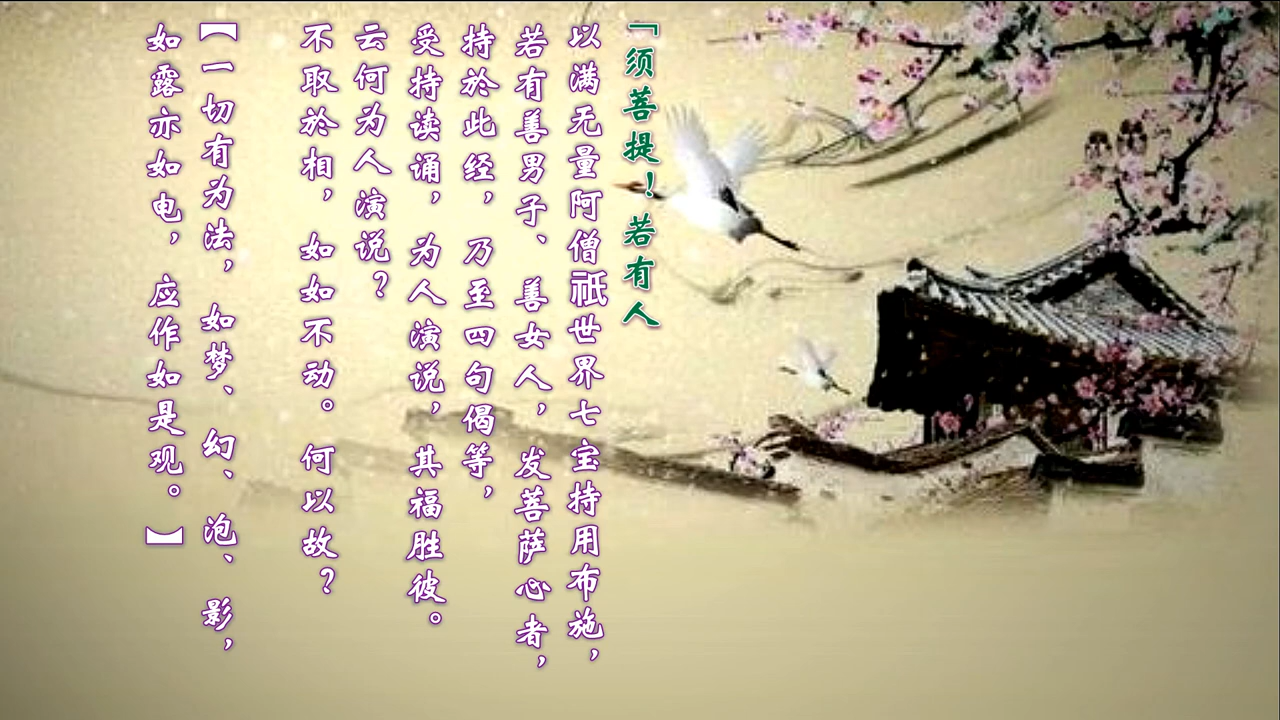 「须菩提！若有人
以满无量阿僧祇世界七宝持用布施，
若有善男子、善女人，发菩萨心者，
持於此经，乃至四句偈等，
受持读诵，为人演说，其福胜彼。
云何为人演说？
不取於相，如如不动。何以故？
【一切有为法，如梦、幻、泡、影，
如露亦如电，应作如是观。】